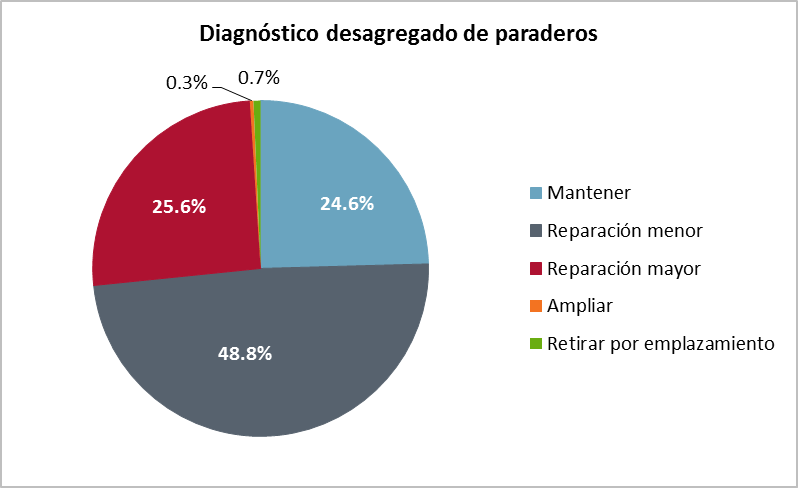 Diagnóstico desagregado de paraderos
0.3%
0.7%
25.6%
24.6%
48.8%
Mantener
Reparación menor
Reparación mayor
Ampliar
Retirar por emplazamiento